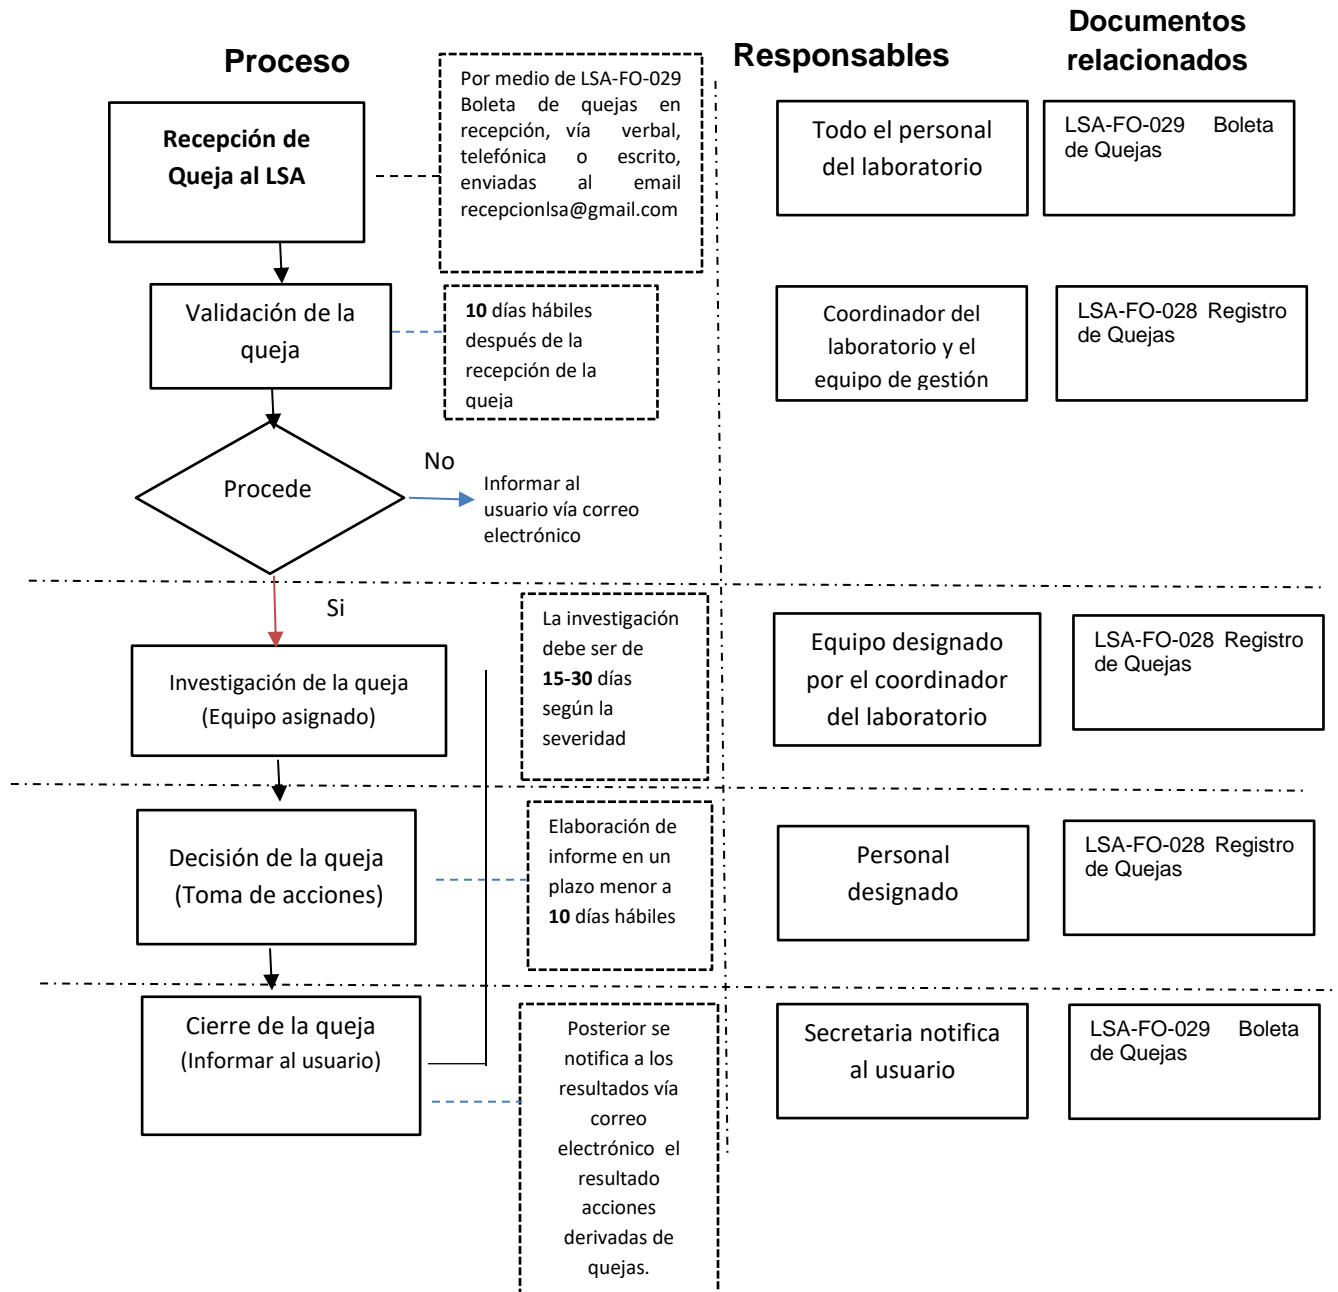 Proceso
Responsables
Documentos
relacionados
Recepción de
Queja al LSA
Por medio de LSA-FO-029
Boleta de quejas en
recepción, vía verbal,
telefónica o escrito,
enviadas al email
recepcionlsa@gmail.com
Todo el personal
del laboratorio
LSA-FO-029 Boleta
de Quejas
Validación de la
queja
10 días hábiles
después de la
recepción de la
queja
Coordinador del
laboratorio y el
equipo de gestión
LSA-FO-028 Registro
de Quejas
Procede
No
Informar al
usuario vía correo
electrónico
Si
Investigación de la queja
(Equipo asignado)
La investigación
debe ser de
15-30 días
según la
severidad
Equipo designado
por el coordinador
del laboratorio
LSA-FO-028 Registro
de Quejas
Decisión de la queja
(Toma de acciones)
Elaboración de
informe en un
plazo menor a
10 días hábiles
Personal
designado
LSA-FO-028 Registro
de Quejas
Cierre de la queja
(Informar al usuario)
Posterior se
notifica a los
resultados vía
correo
electrónico el
resultado
acciones
derivadas de
quejas.
Secretaria notifica
al usuario
LSA-FO-029 Boleta
de Quejas